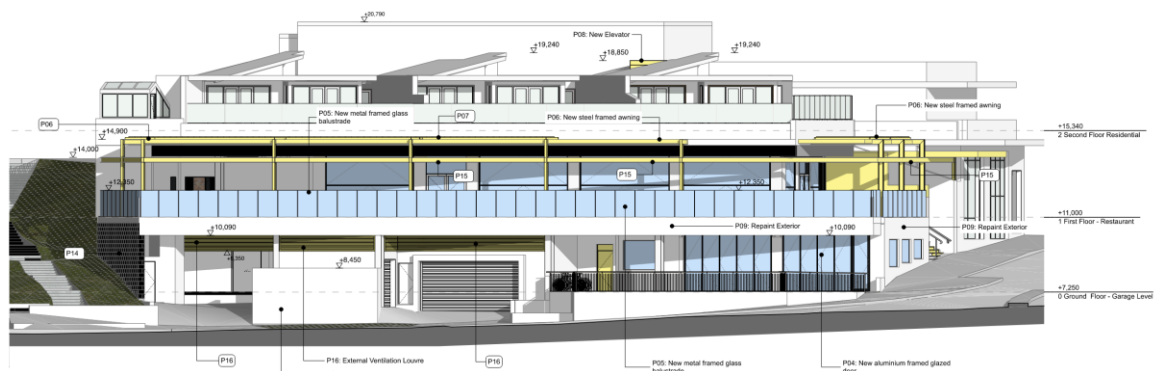 +20,790
P08: New Elevator
+19,240
+18,850
+19,240
P05: New metal framed glass
balustrade
P06
P07
P06: New steel framed awning
P06: New steel framed awning
+14,900
+15,340
2 Second Floor Residential
+14,000
P15
P15
P15
+12,350
+12,350
+11,000
1 First Floor - Restaurant
+10,090
P09: Repaint Exterior
+10,090
P09: Repaint Exterior
P14
+8,450
+7,250
0 Ground Floor - Garage Level
P16
P16: External Ventilation Louvre
P16
P05: New metal framed glass
balustrade
P04: New aluminium framed glazed
door